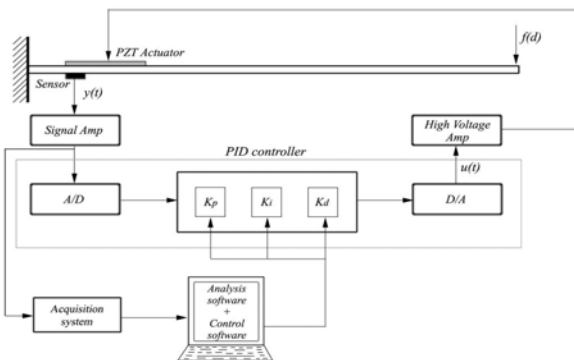 f(d)
PZT Actuator
Sensor
y(t)
Signal Amp
High Voltage
Amp
PID controller
u(t)
A/D
Kp
Ki
Kd
D/A
Acquisition
system
Analysis
software
+
Control
software